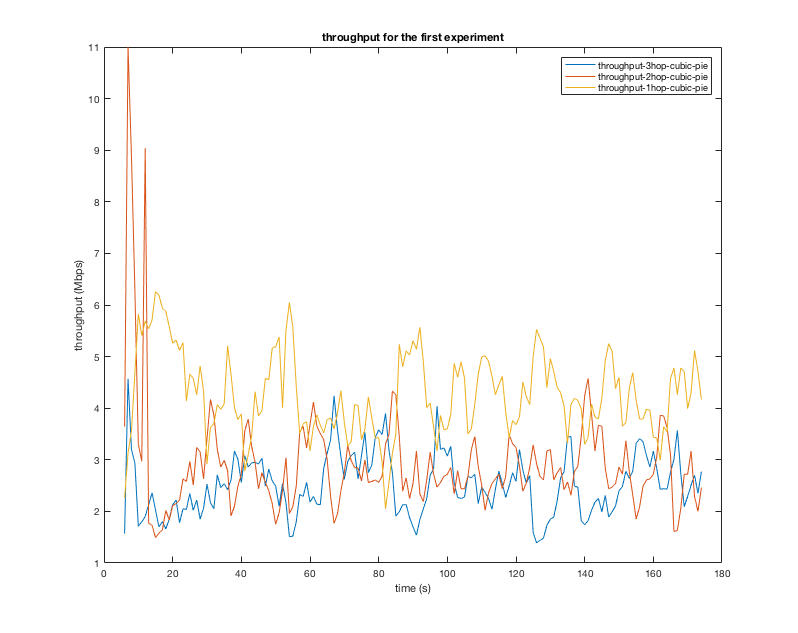 throughput for the first experiment
throughput-3hop-cubic-pie
throughput-2hop-cubic-pie
throughput-1hop-cubic-pie
throughput (Mbps)
11
10
9
8
7
6
5
4
3
2
1
0 20 40 60 80 100 120 140 160 180
time (s)